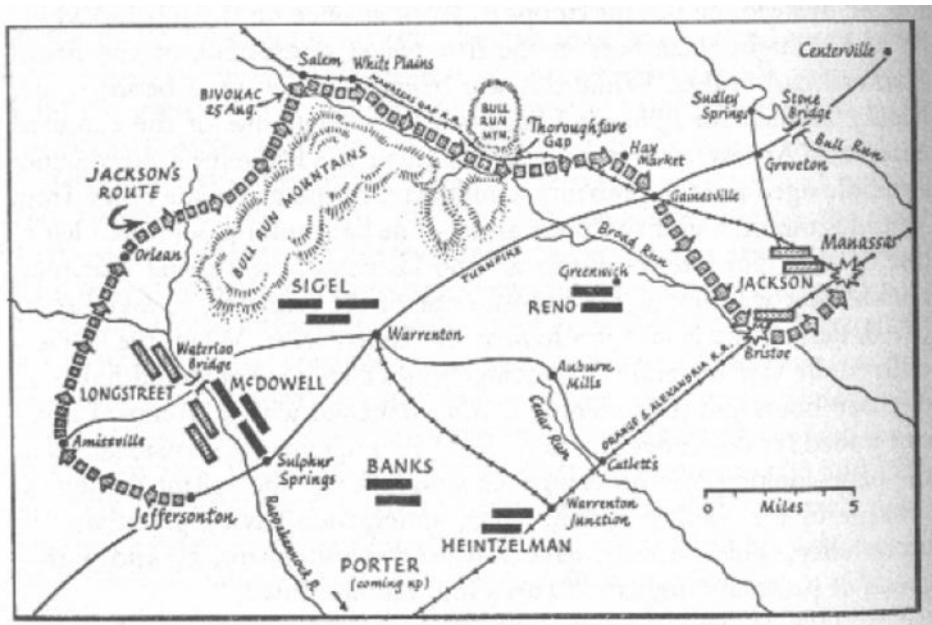 Centerville
Salem
White Plains
MANASSAS GAP R.R.
BIVOUAC
25 Aug.
BULL
RUN
MTN.
Sudley
Springs
Stone
Bridge
Bull Run
Thoroughfare
Gap
Hay
market
Groveton
JACKSON'S
ROUTE
BULL RUN MOUNTAINS
Gainesville
Orlean
Broad Run
Manassas
TURNPIKE
JACKSON
Greenwich
SIGEL
RENO
Warrenton
Bristoe
Waterloo
Bridge
Auburn
Mills
ORANGE & ALEXANDRIA R.R.
LONGSTREET
McDOWELL
Cedar Run
Amissville
Sulphur
Springs
Catlett's
BANKS
Jeffersonton
Warrenton
Junction
0 Miles 5
Rappahannock R.
HEINTZELMAN
PORTER
(coming up)